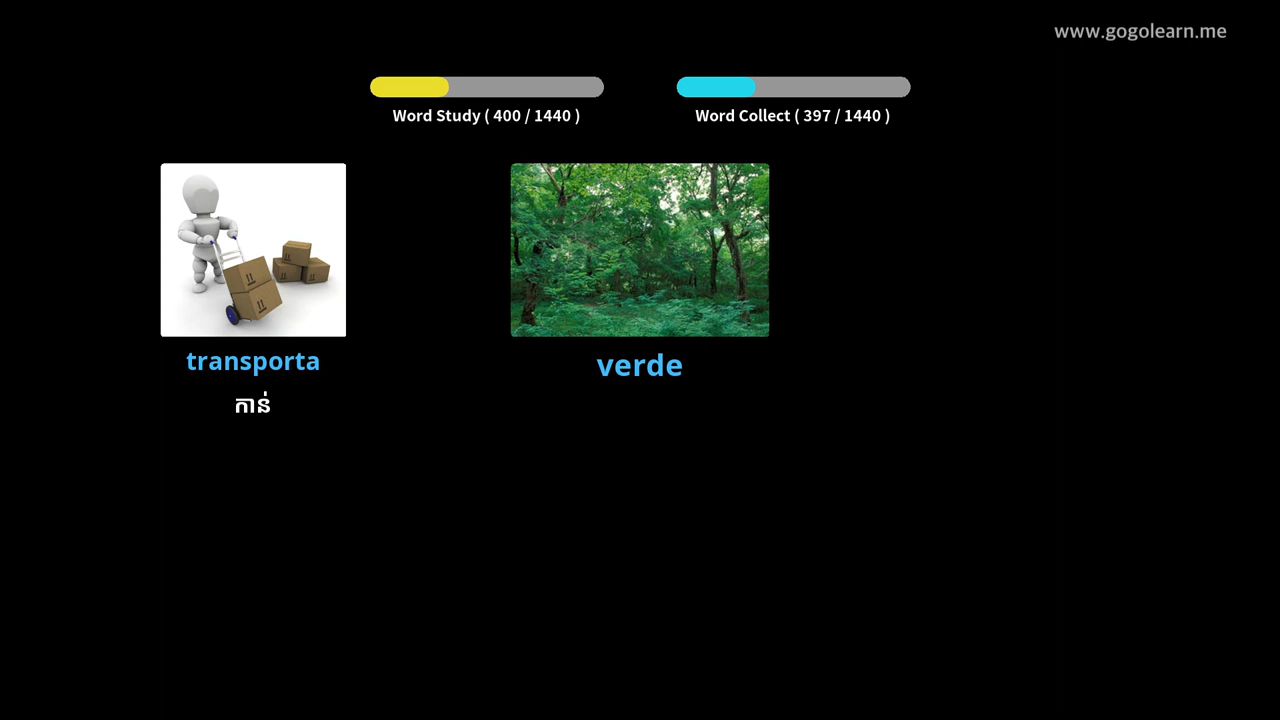 www.gogolearn.me
Word Study ( 400 / 1440 )
Word Collect ( 397 / 1440 )
transporta
verde
កាន់